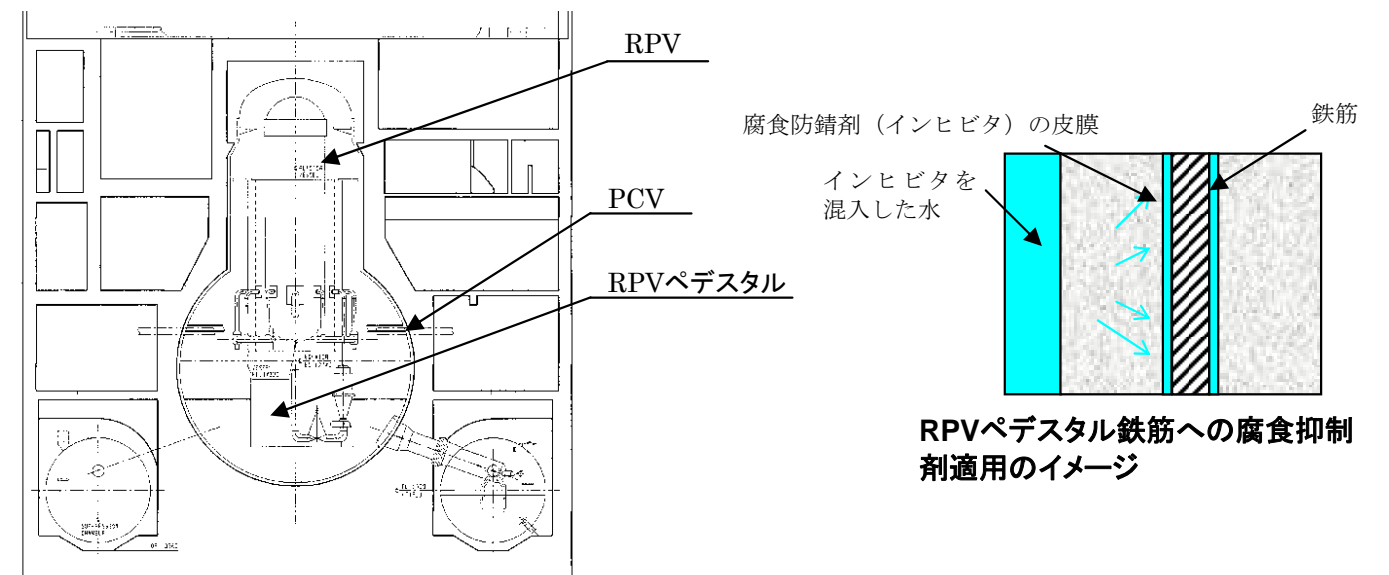 RPV
PCV
RPVペデスタル
腐食防錆剤（インヒビタ）の皮膜
鉄筋
インヒビタを
混入した水
RPVペデスタル鉄筋への腐食抑制
剤適用のイメージ